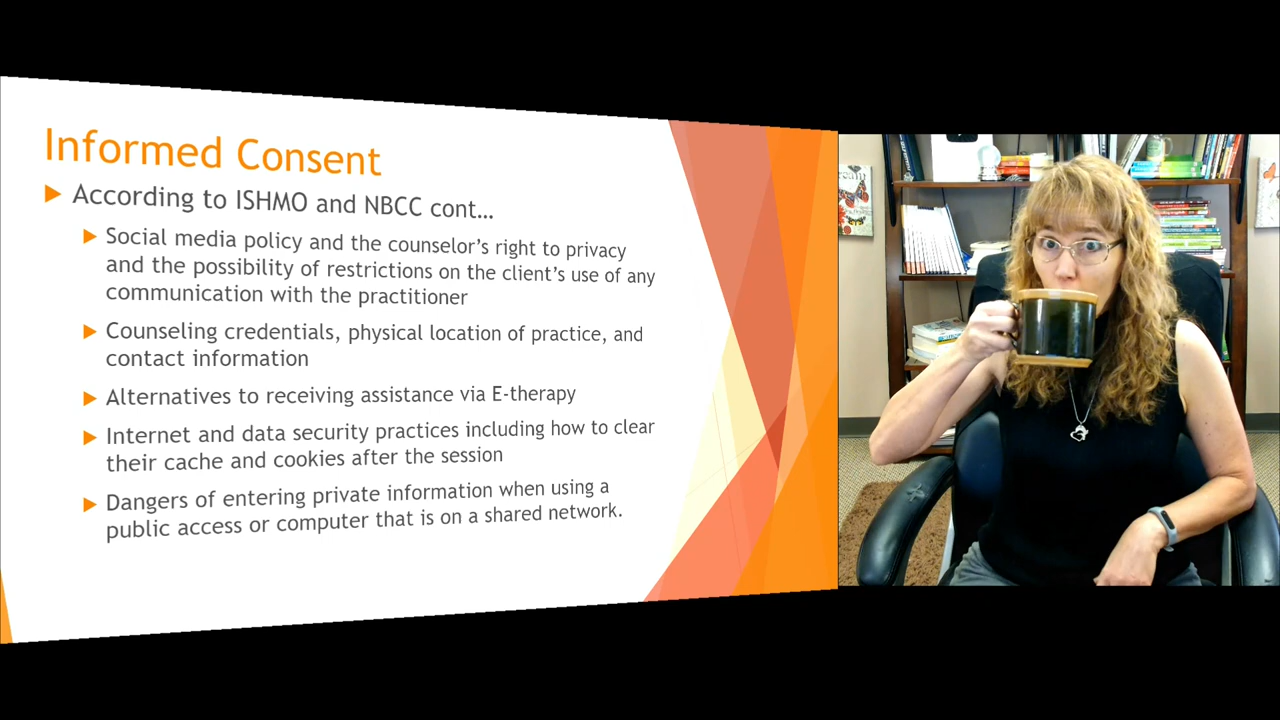 Informed Consent
According to ISHMO and NBCC cont…
Social media policy and the counselor's right to privacy
and the possibility of restrictions on the client's use of any
communication with the practitioner
Counseling credentials, physical location of practice, and
contact information
Alternatives to receiving assistance via E-therapy
Internet and data security practices including how to clear
their cache and cookies after the session
Dangers of entering private information when using a
public access or computer that is on a shared network.